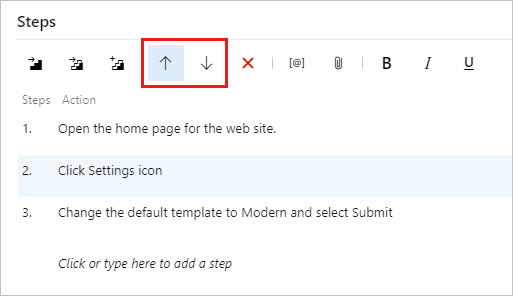 Steps
[@] B I U
Steps Action
1. Open the home page for the web site.
2. Click Settings icon
3. Change the default template to Modern and select Submit
Click or type here to add a step